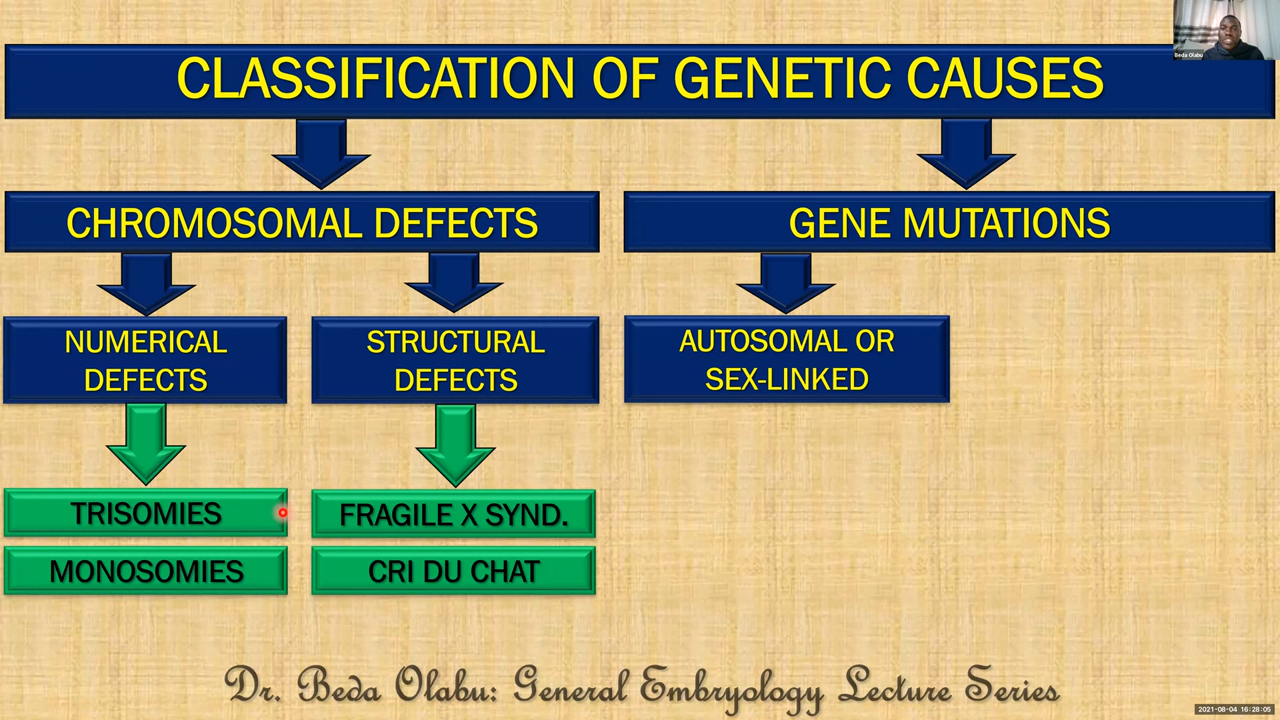 Beda Olabu
CLASSIFICATION OF GENETIC CAUSES
CHROMOSOMAL DEFECTS
GENE MUTATIONS
NUMERICAL
DEFECTS
STRUCTURAL
DEFECTS
AUTOSOMAL OR
SEX-LINKED
TRISOMIES
FRAGILE X SYND.
MONOSOMIES
CRI DU CHAT
Dr. Beda Olabu: General Embryology Lecture Series
2021-08-04 16:28:05